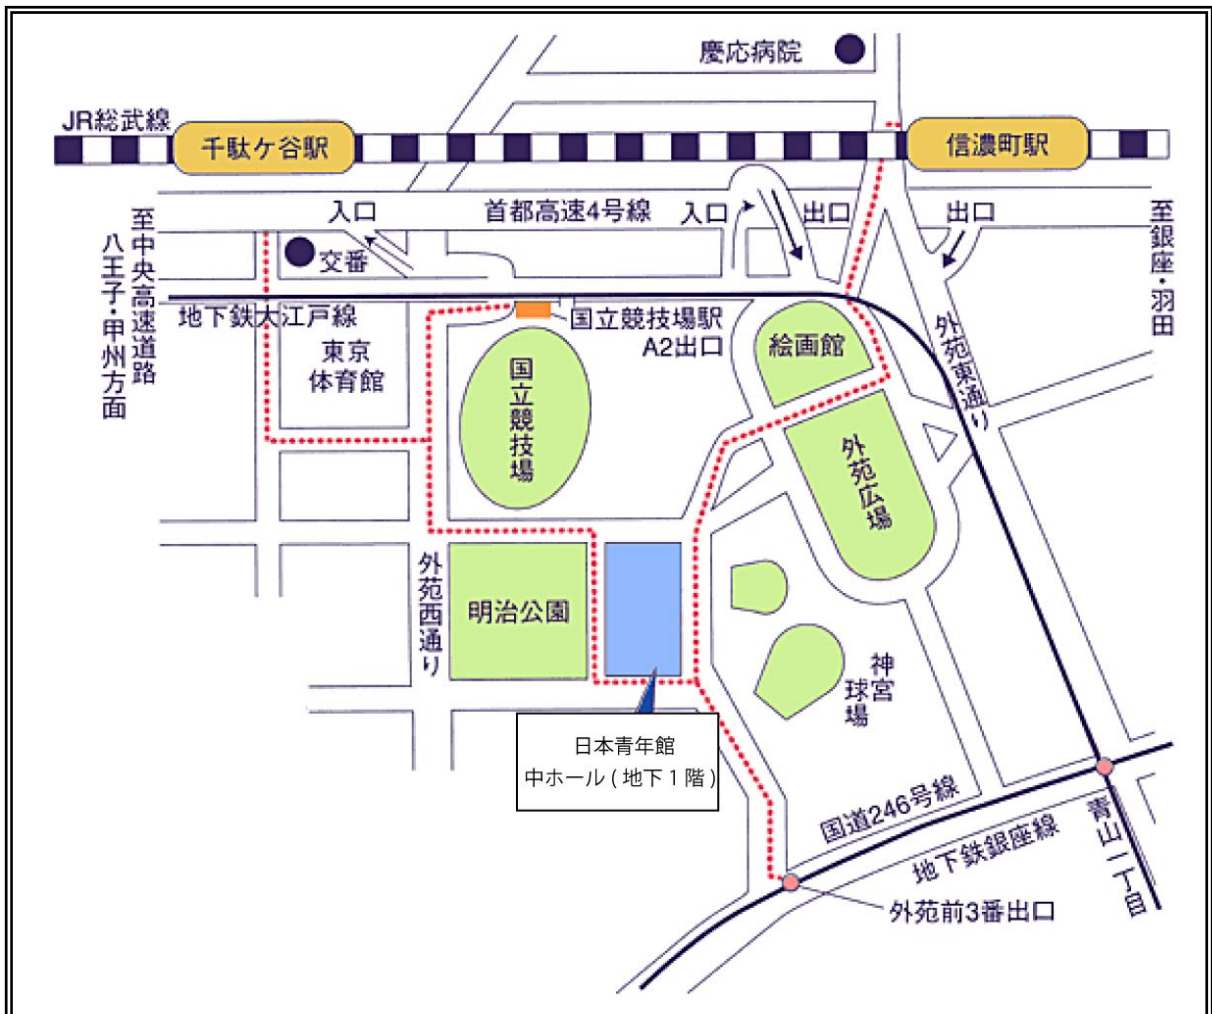 慶応病院
JR総武線
千駄ケ谷駅
信濃町駅
入口
首都高速4号線
入口
出口
出口
至中央高速道路
八王子・甲州方面
至銀座・羽田
交番
地下鉄大江戸線
国立競技場駅
A2出口
絵画館
外苑東通り
東京
体育館
国立競技場
外苑広場
外苑西通り
明治公園
神宮
球場
日本青年館
中ホール ( 地下 1 階 )
国道246号線
地下鉄銀座線
青山一丁目
外苑前3番出口